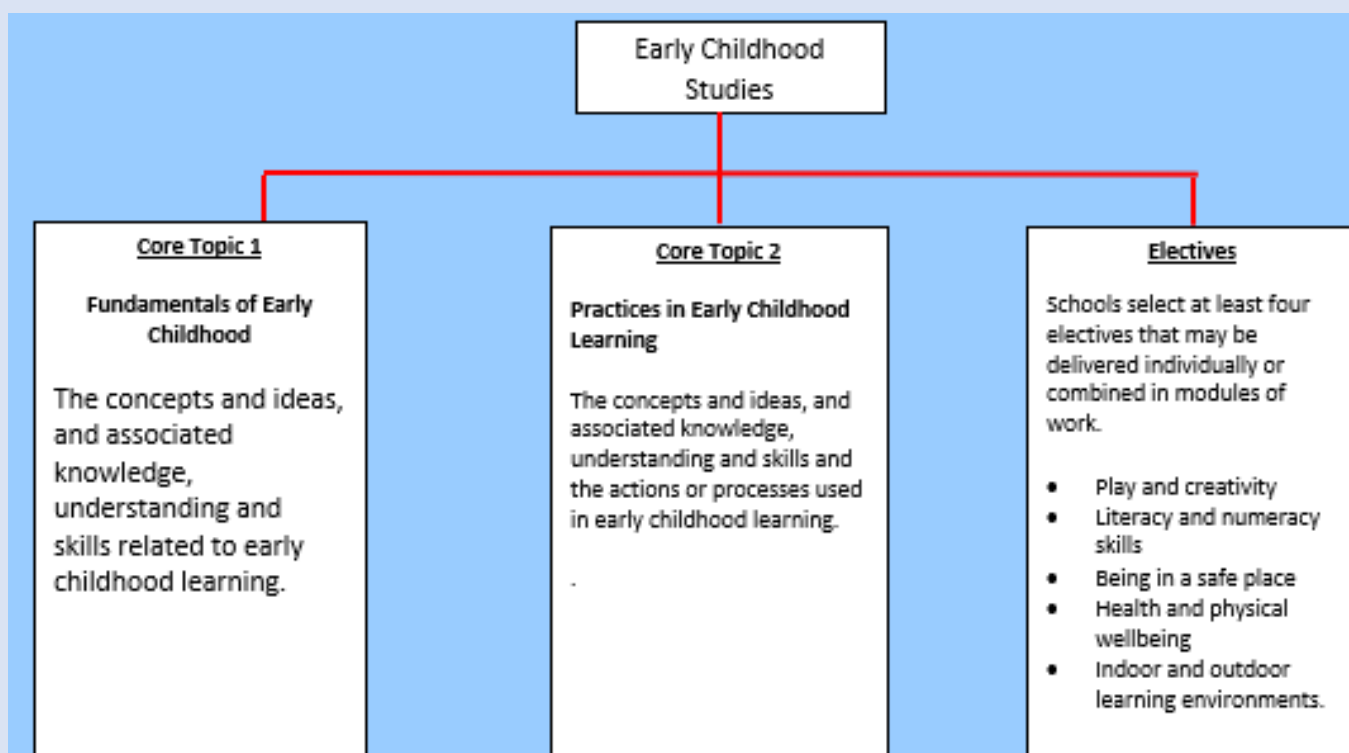 Early Childhood
Studies
Core Topic 1
Fundamentals of Early
Childhood
The concepts and ideas,
and associated
knowledge,
understanding and
skills related to early
childhood learning.
Core Topic 2
Practices in Early Childhood
Learning
The concepts and ideas, and
associated knowledge,
understanding and skills and
the actions or processes used
in early childhood learning.
.
Electives
Schools select at least four
electives that may be
delivered individually or
combined in modules of
work.
• Play and creativity
• Literacy and numeracy
skills
• Being in a safe place
• Health and physical
wellbeing
• Indoor and outdoor
learning environments.